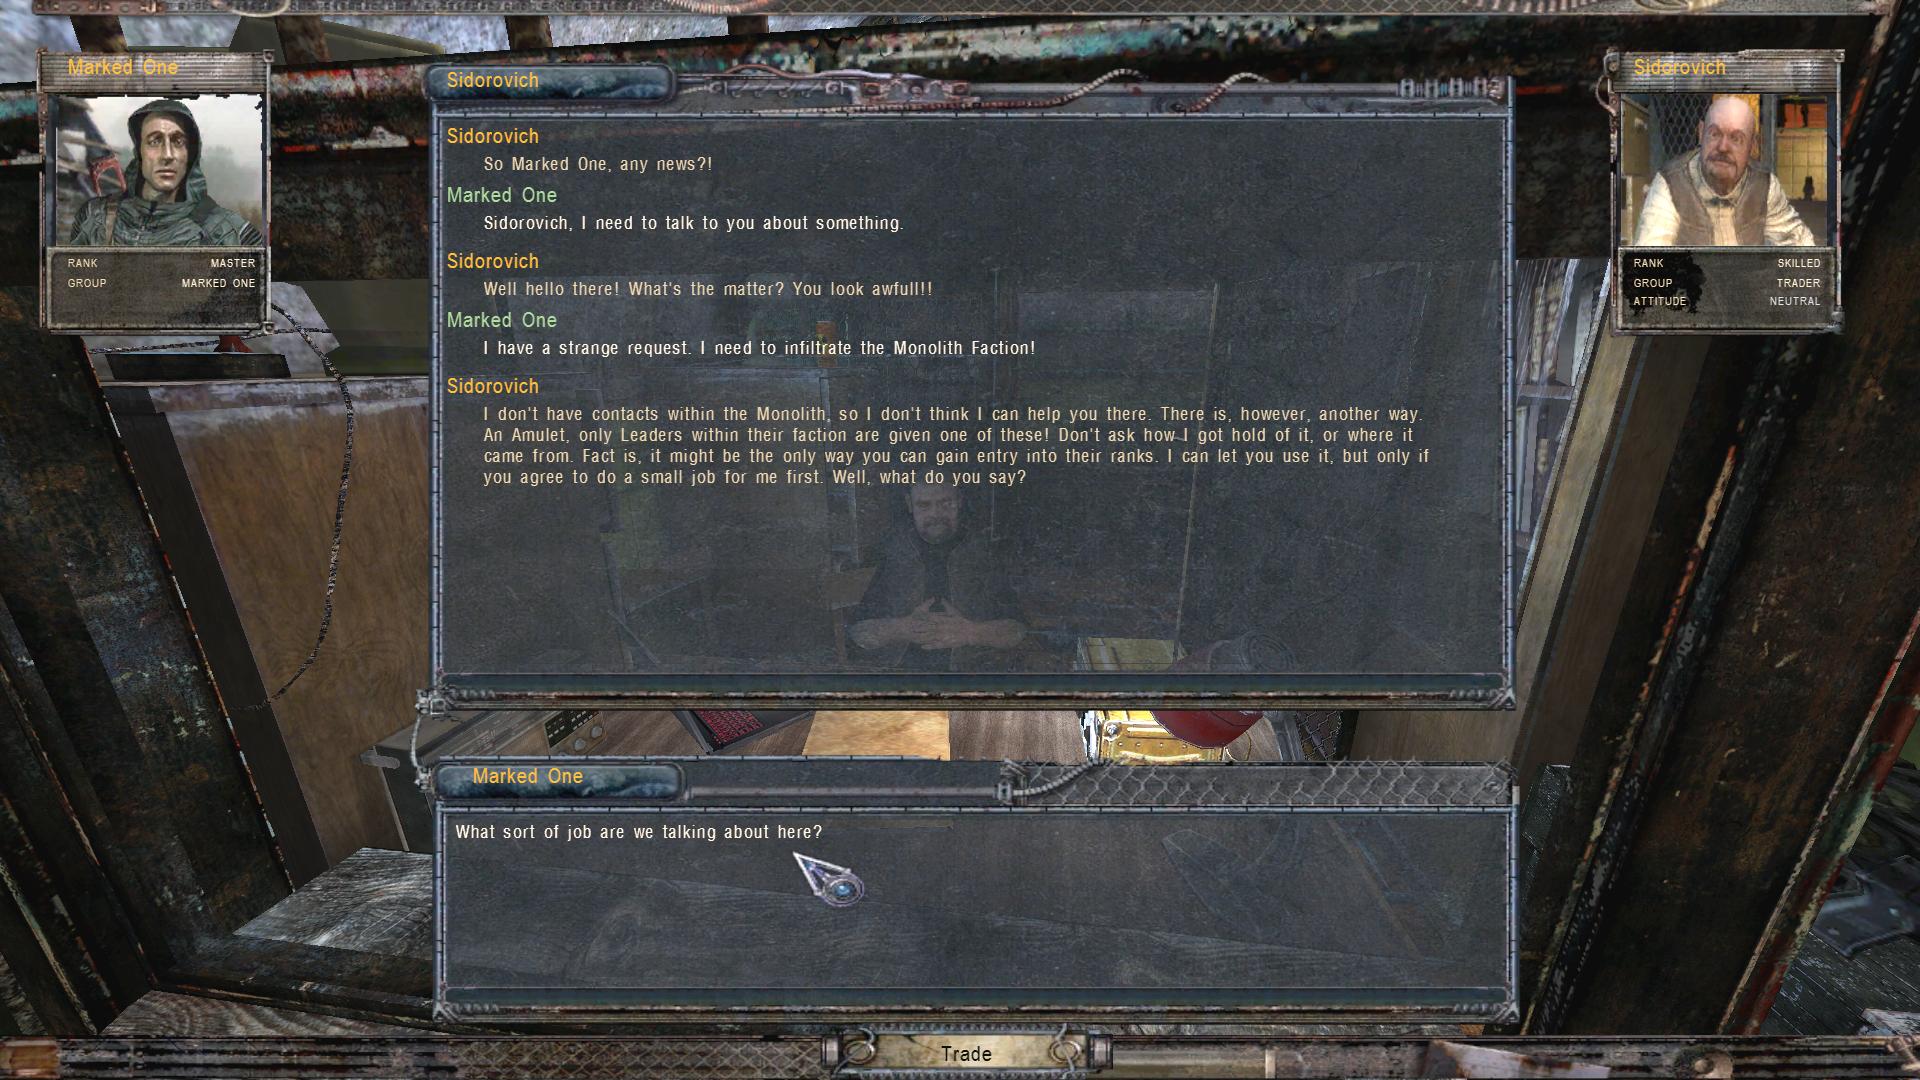 Marked One
RANK MASTER
GROUP MARKED ONE
Sidorovich
Sidorovich
So Marked One, any news?!
Marked One
Sidorovich, I need to talk to you about something.
Sidorovich
Well hello there! What's the matter? You look awfull!!
Marked One
I have a strange request. I need to infiltrate the Monolith Faction!
Sidorovich
I don't have contacts within the Monolith, so I don't think I can help you there. There is, however, another way.
An Amulet, only Leaders within their faction are given one of these! Don't ask how I got hold of it, or where it
came from. Fact is, it might be the only way you can gain entry into their ranks. I can let you use it, but only if
you agree to do a small job for me first. Well, what do you say?
Sidorovich
RANK SKILLED
GROUP TRADER
ATTITUDE NEUTRAL
Marked One
What sort of job are we talking about here?
Trade